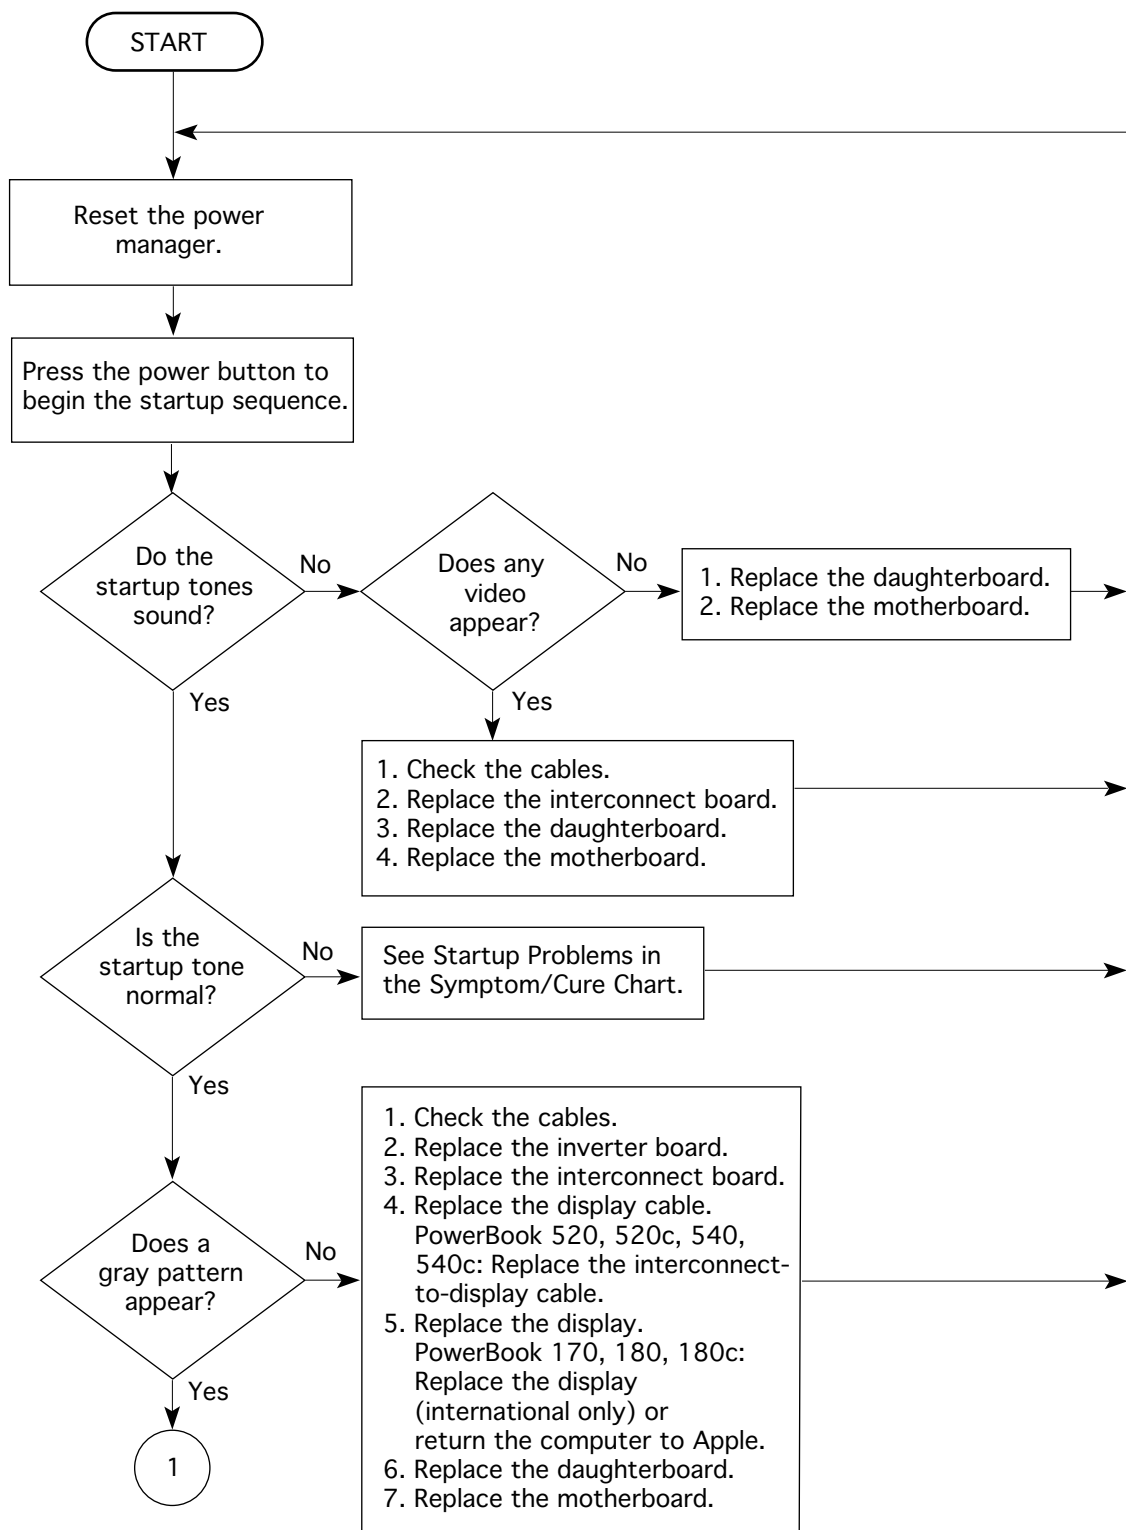 START
Reset the power
manager.
Press the power button to
begin the startup sequence.
Do the
startup tones
sound?
No
Does any
video
appear?
No
1. Replace the daughterboard.
2. Replace the motherboard.
Yes
Yes
1. Check the cables.
2. Replace the interconnect board.
3. Replace the daughterboard.
4. Replace the motherboard.
Is the
startup tone
normal?
No
See Startup Problems in
the Symptom/Cure Chart.
Yes
1. Check the cables.
2. Replace the inverter board.
3. Replace the interconnect board.
4. Replace the display cable.
PowerBook 520, 520c, 540,
540c: Replace the interconnect-
to-display cable.
5. Replace the display.
PowerBook 170, 180, 180c:
Replace the display
(international only) or
return the computer to Apple.
6. Replace the daughterboard.
7. Replace the motherboard.
Does a
gray pattern
appear?
No
Yes
1